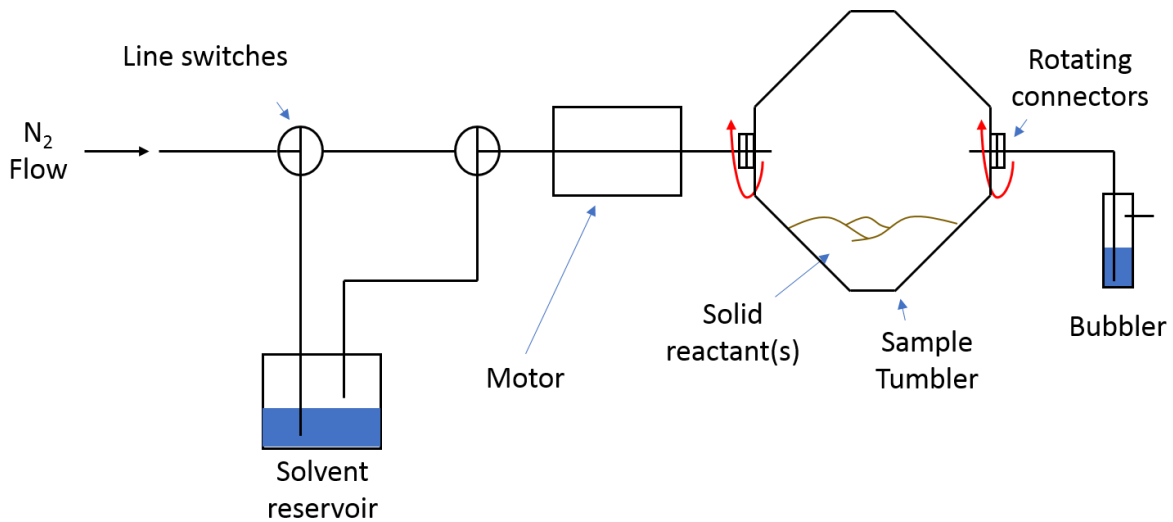 Line switches
N₂
Flow
Rotating
connectors
Solid
reactant(s)
Sample
Tumbler
Bubbler
Motor
Solvent
reservoir